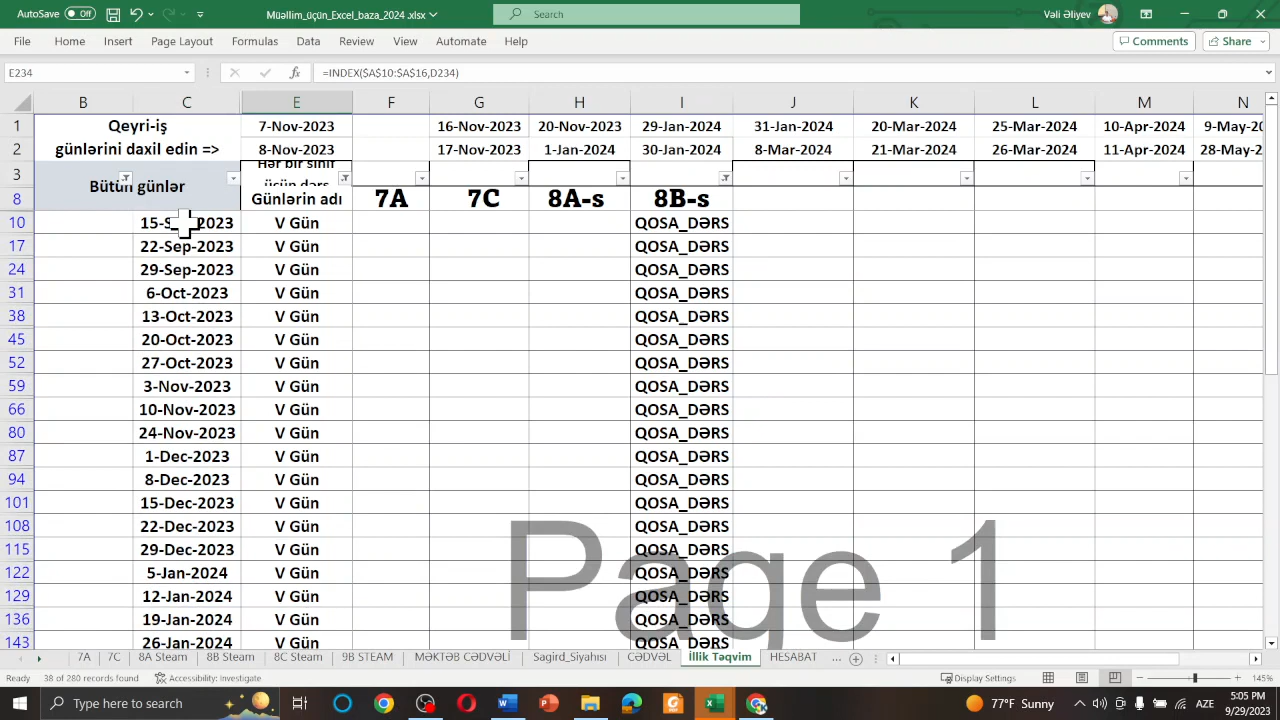 AutoSave Off Müəllim_üçün_Excel_baza_2024.xlsx Search Vəli Əliyev
File Home Insert Page Layout Formulas Data Review View Automate Help Comments Share
E234 fx =INDEX($A$10:$A$16,D234)
B C E F G H I J K L M N
1 Qeyri-iş 7-Nov-2023 16-Nov-2023 20-Nov-2023 29-Jan-2024 31-Jan-2024 20-Mar-2024 25-Mar-2024 10-Apr-2024 9-May-20
2 günlərini daxil edin => 8-Nov-2023 17-Nov-2023 1-Jan-2024 30-Jan-2024 8-Mar-2024 21-Mar-2024 26-Mar-2024 11-Apr-2024 28-May-2
3 Bütün günlər Hər bir sinif üçün dərs
8 Günlərin adı 7A 7C 8A-s 8B-s
10 15-S 2023 V Gün QOSA_DƏRS
17 22-Sep-2023 V Gün QOSA_DƏRS
24 29-Sep-2023 V Gün QOSA_DƏRS
31 6-Oct-2023 V Gün QOSA_DƏRS
38 13-Oct-2023 V Gün QOSA_DƏRS
45 20-Oct-2023 V Gün QOSA_DƏRS
52 27-Oct-2023 V Gün QOSA_DƏRS
59 3-Nov-2023 V Gün QOSA_DƏRS
66 10-Nov-2023 V Gün QOSA_DƏRS
80 24-Nov-2023 V Gün QOSA_DƏRS
87 1-Dec-2023 V Gün QOSA_DƏRS
94 8-Dec-2023 V Gün QOSA_DƏRS
101 15-Dec-2023 V Gün QOSA_DƏRS
108 22-Dec-2023 V Gün QOSA_DƏRS
115 29-Dec-2023 V Gün QOSA_DƏRS
122 5-Jan-2024 V Gün QOSA_DƏRS
129 12-Jan-2024 V Gün QOSA_DƏRS
136 19-Jan-2024 V Gün QOSA_DƏRS
143 26-Jan-2024 V Gün QOSA_DƏRS
Page 1
7A 7C 8A Steam 8B Steam 8C Steam 9B STEAM MƏKTƏB CƏDVƏLİ Sagird_Siyahısı CƏDVƏL İllik Təqvim HESABAT ...
Ready 38 of 280 records found Accessibility: Investigate Display Settings 145%
Type here to search 77°F Sunny AZE 5:05 PM
9/29/2023